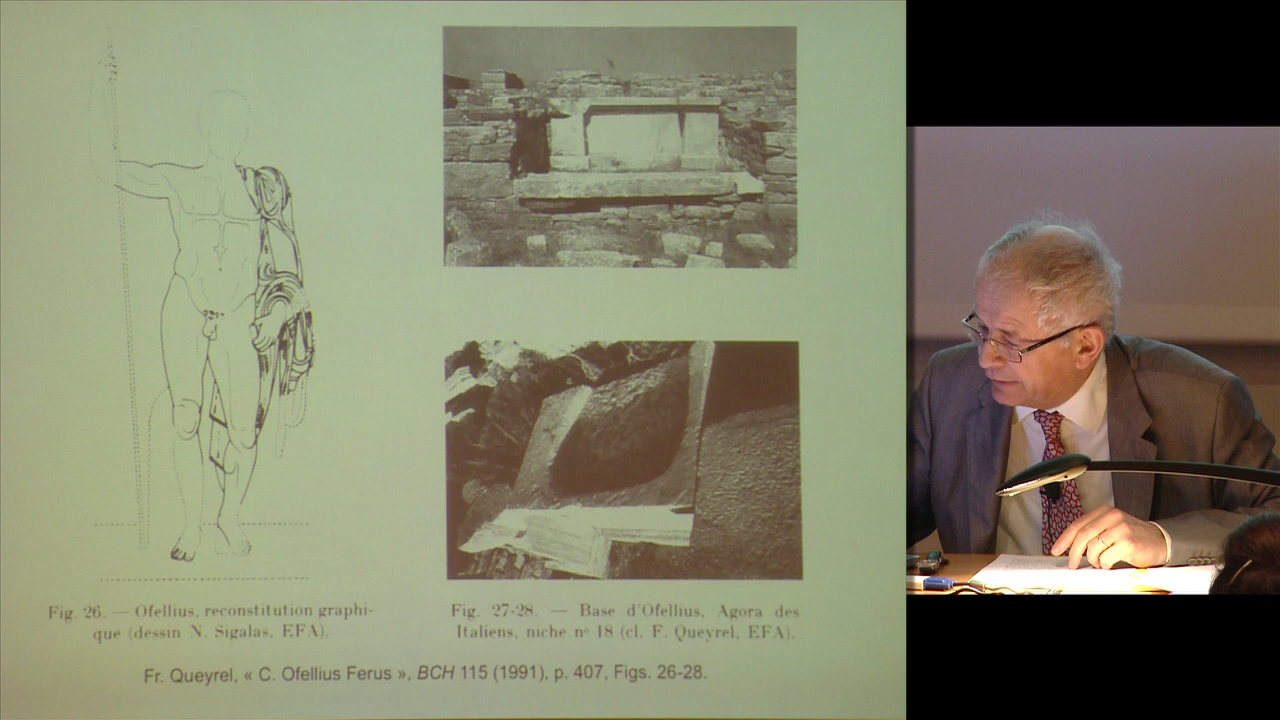 Fig. 26. — Ofellius, reconstitution graphi-
que (dessin N. Sigalas, EFA).
Fig. 27-28. — Base d'Ofellius, Agora des
Italiens, niche nº 18 (cl. F. Queyrel, EFA).
Fr. Queyrel, « C. Ofellius Ferus », BCH 115 (1991), p. 407, Figs. 26-28.